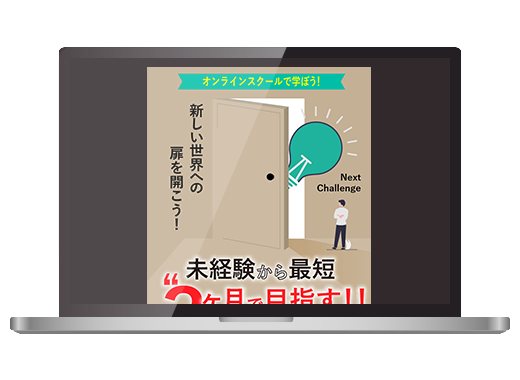 オンラインスクールで学ぼう！
新しい世界への
扉を開こう！
Next
Challenge
未経験から最短
ヶ月で目指す!!